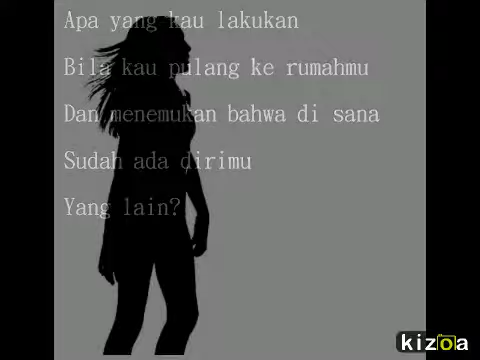 Apa yang kau lakukan
Bila kau pulang ke rumahmu
Dan menemukan bahwa di sana
Sudah ada dirimu
Yang lain?
kizoa